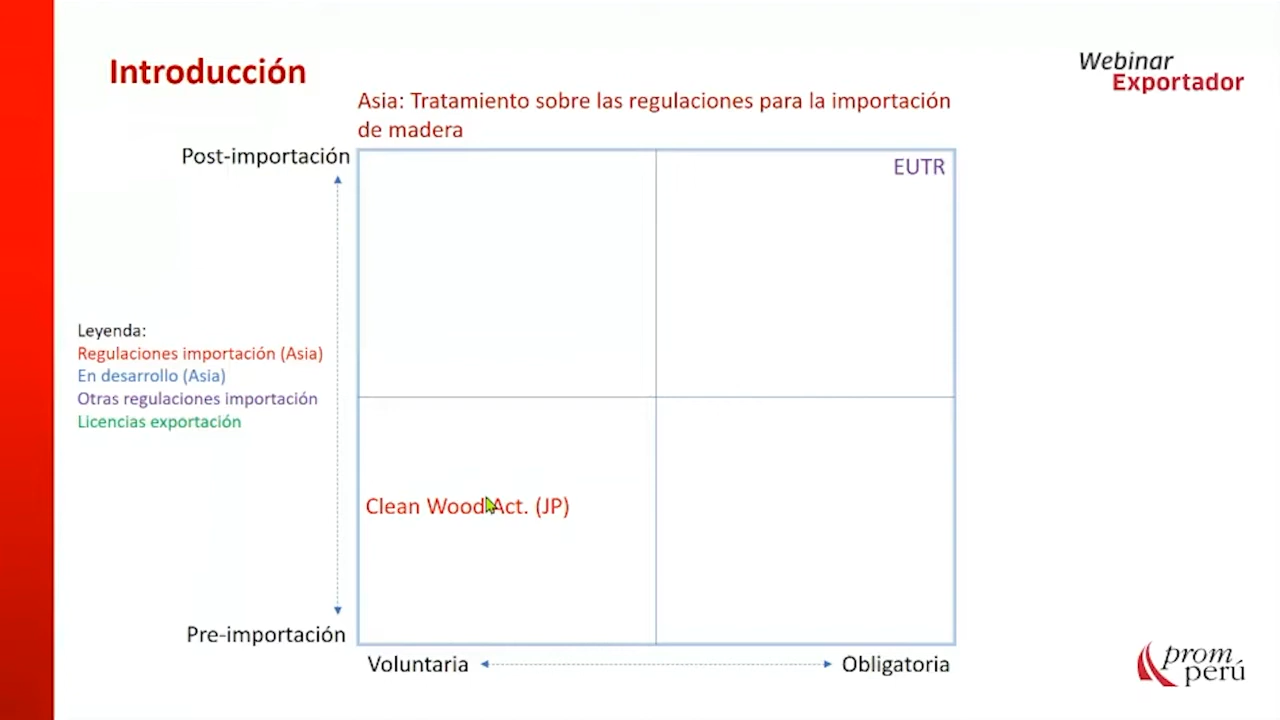 Introducción
Webinar
Exportador
Asia: Tratamiento sobre las regulaciones para la importación
de madera
Post-importación
EUTR
Leyenda:
Regulaciones importación (Asia)
En desarrollo (Asia)
Otras regulaciones importación
Licencias exportación
Clean Wood Act. (JP)
Pre-importación
Voluntaria
Obligatoria
prom
perú